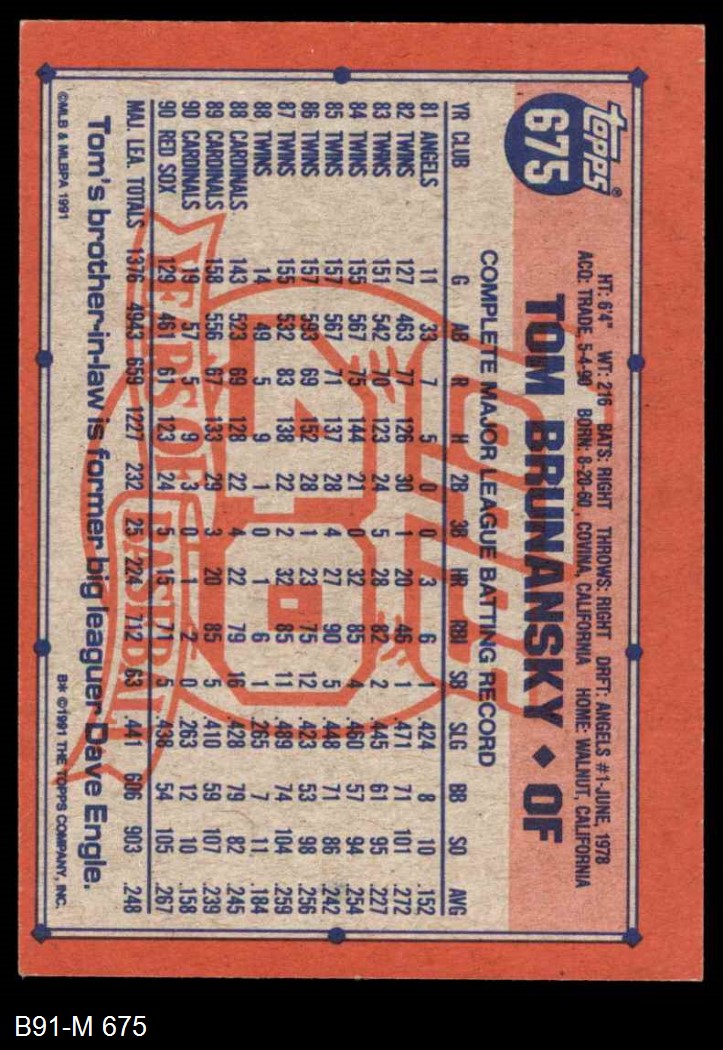 topps®
675
HT: 6'4" WT: 216 BATS: RIGHT THROWS: RIGHT DRFT: ANGELS #1-JUNE, 1978
ACQ: TRADE, 5-4-90 BORN: 8-20-60, COVINA, CALIFORNIA HOME: WALNUT, CALIFORNIA
TOM BRUNANSKY ♦ OF
COMPLETE MAJOR LEAGUE BATTING RECORD
YR CLUB G AB R H 2B 3B HR RBI SB SLG BB SO AVG
81 ANGELS 11 33 7 5 0 0 3 6 1 .424 8 10 .152
82 TWINS 127 463 77 126 30 1 20 46 1 .471 71 101 .272
83 TWINS 151 542 70 123 24 5 28 82 2 .445 61 95 .227
84 TWINS 155 567 75 144 21 0 32 85 4 .460 57 94 .254
85 TWINS 157 567 71 137 28 4 27 90 5 .448 71 86 .242
86 TWINS 157 593 69 152 28 1 23 75 12 .423 53 98 .256
87 TWINS 155 532 83 138 22 2 32 85 11 .489 74 104 .259
88 TWINS 14 49 5 9 1 0 1 6 1 .265 7 11 .184
88 CARDINALS 143 523 69 128 22 4 22 79 16 .428 79 82 .245
89 CARDINALS 158 556 67 133 29 3 20 85 5 .410 59 107 .239
90 CARDINALS 19 57 5 9 3 0 1 2 0 .263 12 10 .158
90 RED SOX 129 461 61 123 24 5 15 71 5 .438 54 105 .267
MAJ. LEA. TOTALS 1376 4943 659 1227 232 25 224 712 63 .441 606 903 .248
40
YEARS OF BASEBALL
Tom's brother-in-law is former big leaguer Dave Engle.
©MLB & MLBPA 1991
B* ©1991 THE TOPPS COMPANY, INC.
B91-M 675